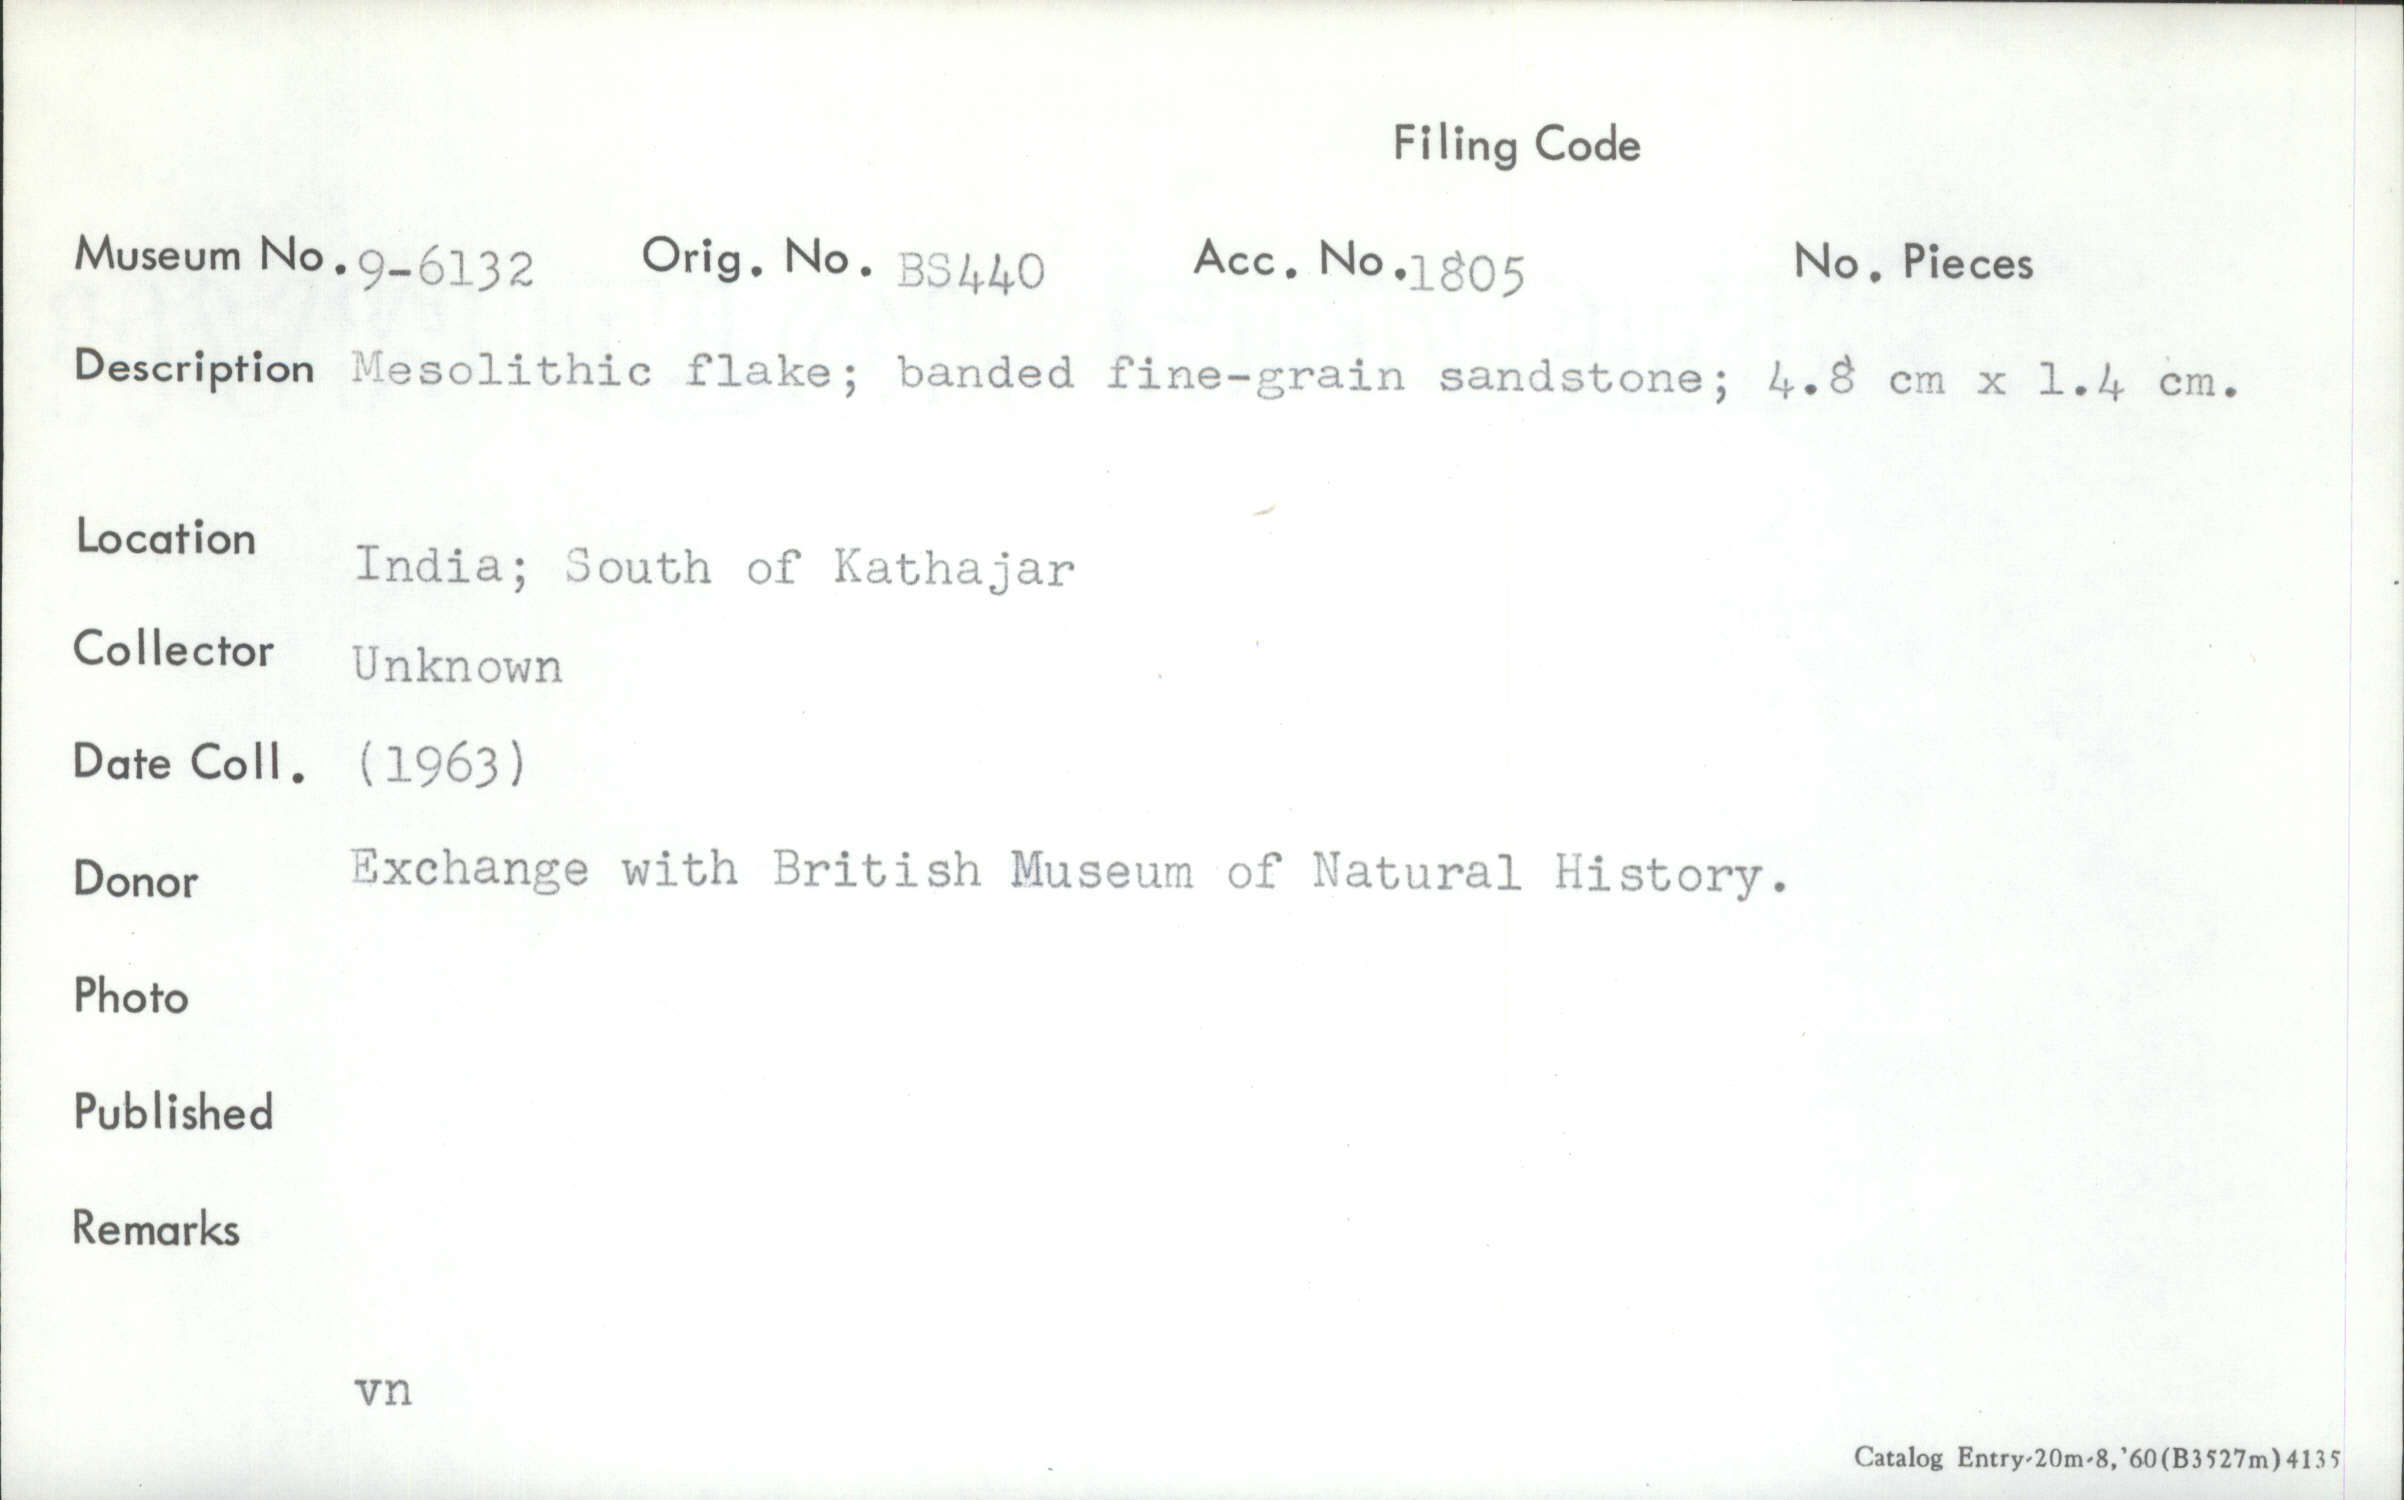 Filing Code
Museum No. 9-6132 Orig. No. BS440 Acc. No. 1805 No. Pieces
Description Mesolithic flake; banded fine-grain sandstone; 4.8 cm x 1.4 cm.
Location India; South of Kathajar
Collector Unknown
Date Coll. (1963)
Donor Exchange with British Museum of Natural History.
Photo
Published
Remarks
vn
Catalog Entry-20m-8,'60(B3527m)4135